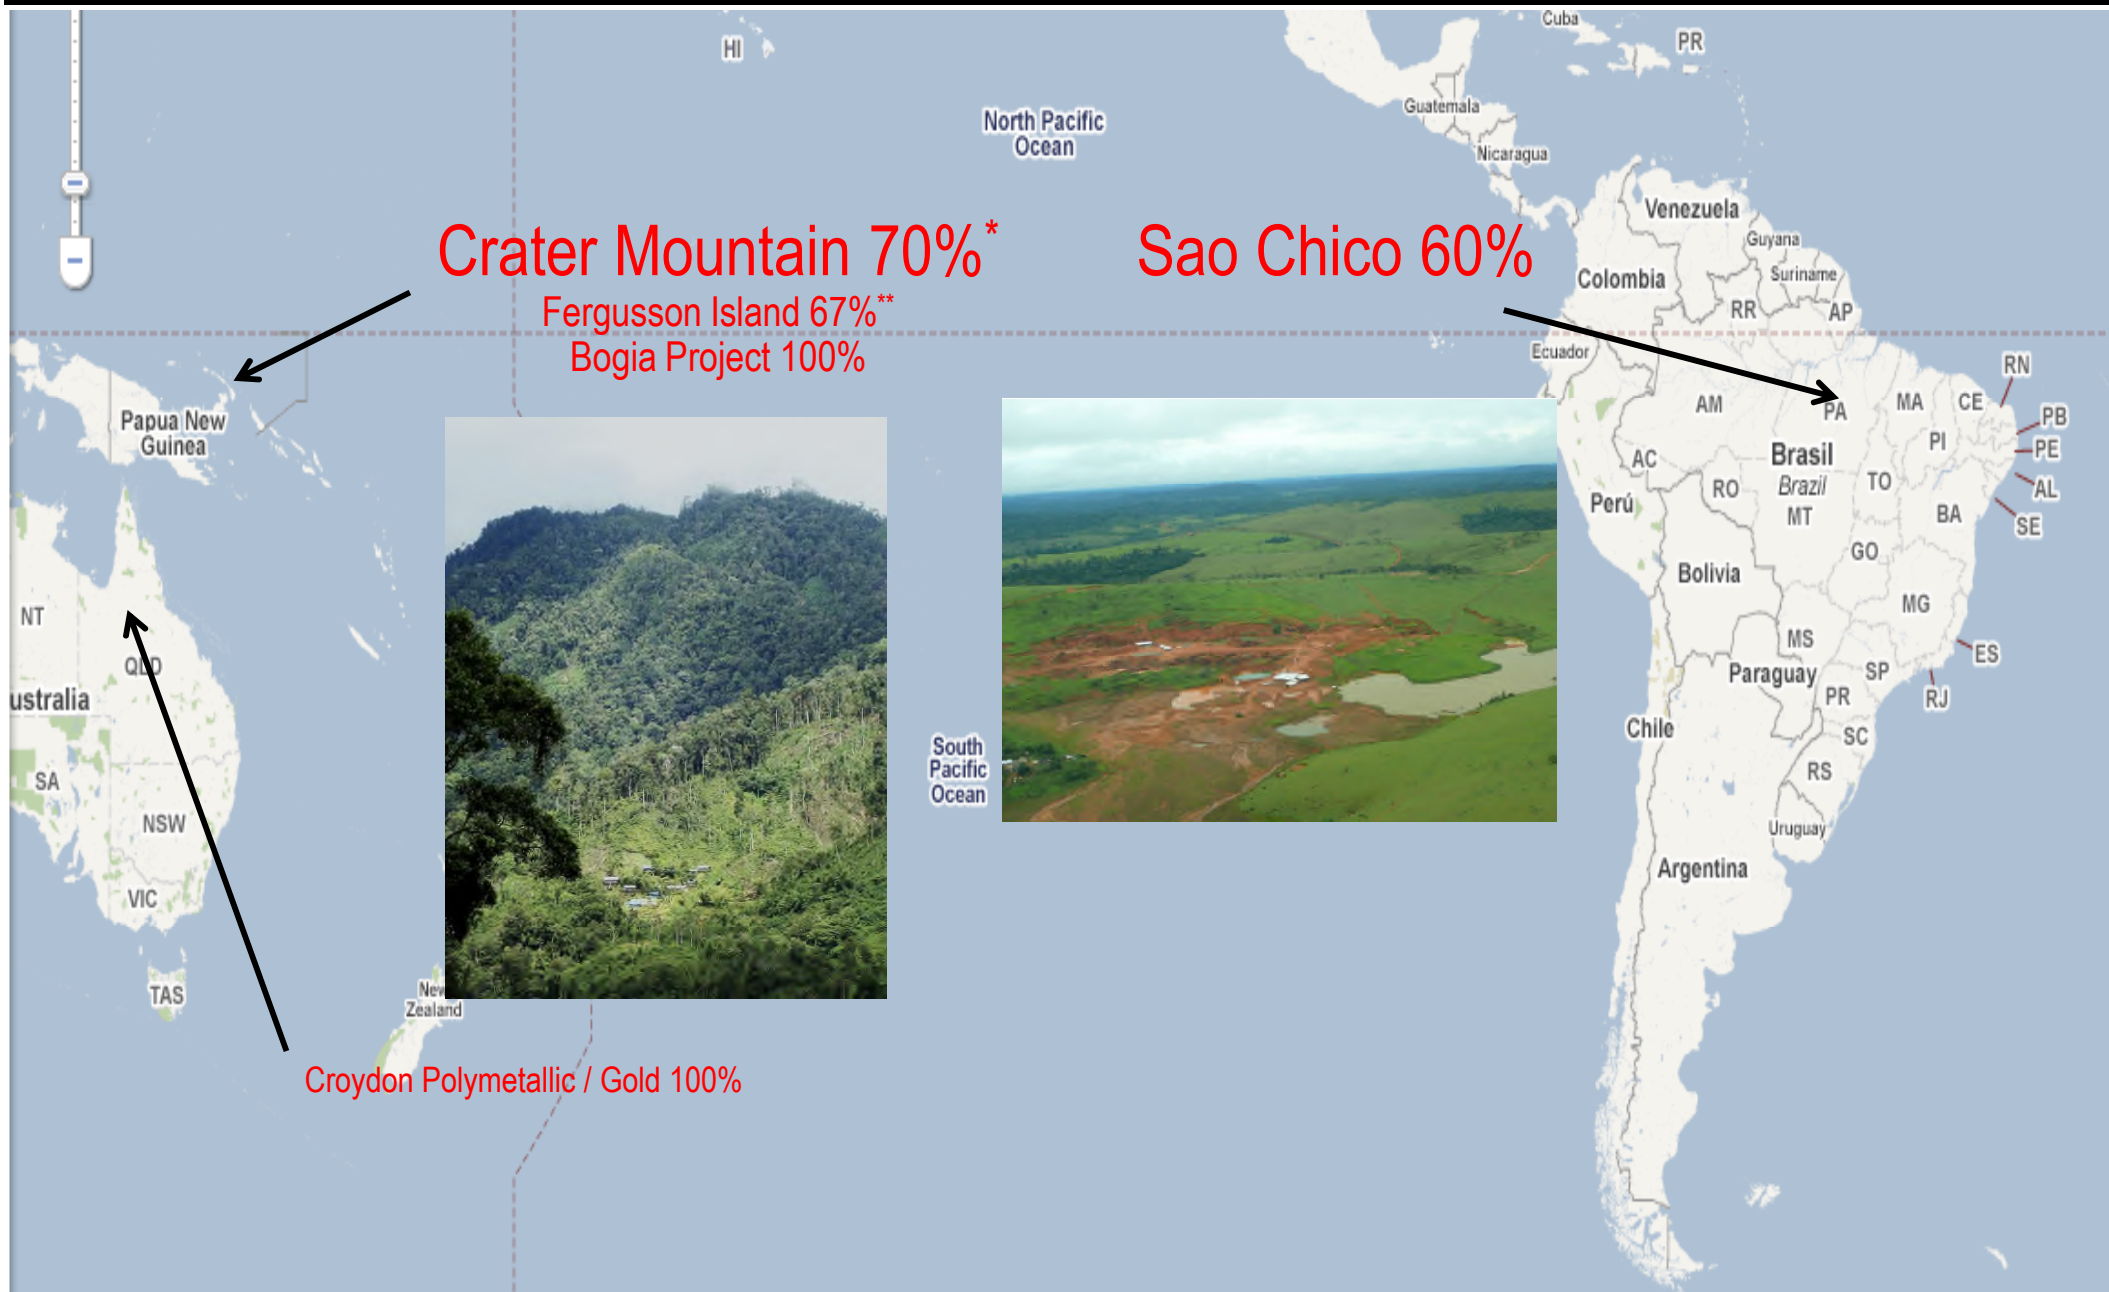 Cuba
HI
PR
Guatemala
North Pacific
Ocean
Nicaragua
Venezuela
Crater Mountain 70%*
Sao Chico 60%
Guyana
Colombia
Suriname
Fergusson Island 67%**
RR
AP
Bogia Project 100%
Ecuador
RN
AM
PA
MA
CE
PB
Papua New
Guinea
PI
PE
AC
Brasil
Brazil
RO
TO
AL
Perú
MT
BA
SE
GO
Bolivia
NT
MG
MS
ES
QLD
Paraguay
SP
ustralia
PR
RJ
Chile
SC
South
Pacific
Ocean
SA
RS
NSW
Uruguay
Argentina
VIC
TAS
New
Zealand
Croydon Polymetallic / Gold 100%